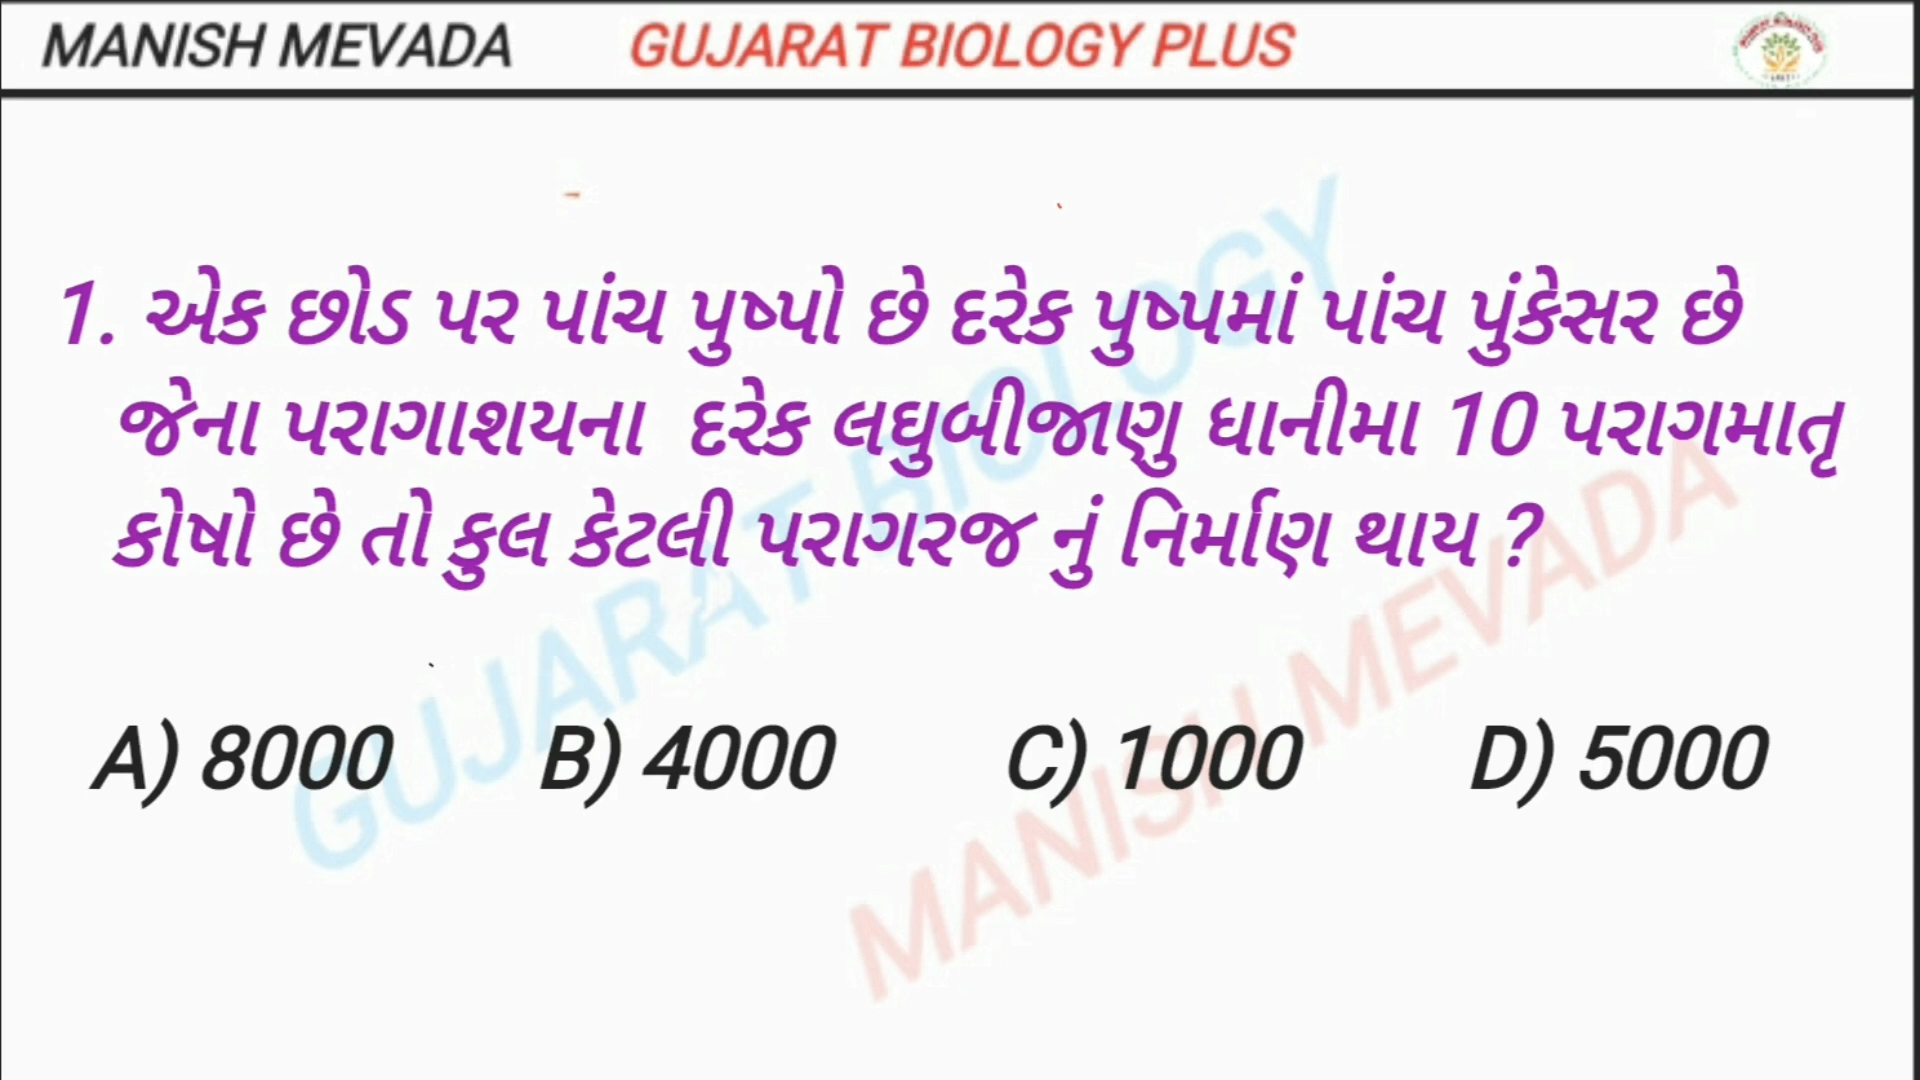 MANISH MEVADA GUJARAT BIOLOGY PLUS
1. એક છોડ પર પાંચ પુષ્પો છે દરેક પુષ્પમાં પાંચ પુંકેસર છે
જેના પરાગાશયના દરેક લઘુબીજાણુ ધાનીમા 10 પરાગમાતૃ
કોષો છે તો કુલ કેટલી પરાગરજ નું નિર્માણ થાય ?
A) 8000 B) 4000 C) 1000 D) 5000
GUJARAT BIOLOGY
MANISH MEVADA